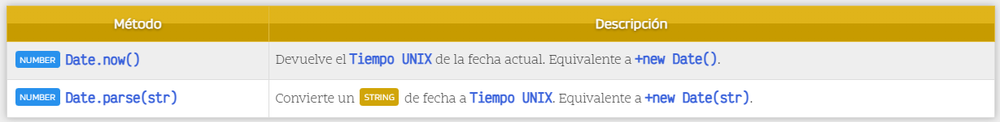 Método Descripción
NUMBER Date.now() Devuelve el Tiempo UNIX de la fecha actual. Equivalente a +new Date().
NUMBER Date.parse(str) Convierte un STRING de fecha a Tiempo UNIX. Equivalente a +new Date(str).